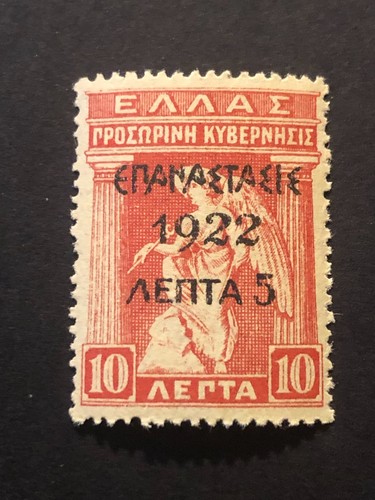 ΕΛΛΑΣ
ΠΡΟΣΩΡΙΝΗ ΚΥΒΕΡΝΗΣΙΣ
ΕΠΑΝΑΣΤΑΣΙΣ
1922
ΛΕΠΤΑ 5
10 ΛΕΠΤΑ 10